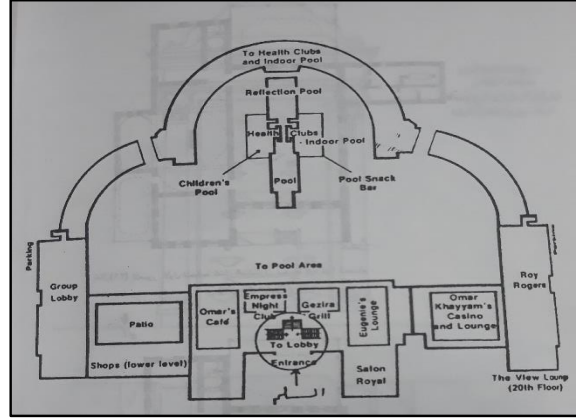 To Health Clubs
and Indoor Pool
Reflection Pool
Health Clubs
- Indoor Pool
Children's
Pool
Pool
Pool Snack
Bar
Parking
Parking
To Pool Area
Group
Lobby
Roy
Rogers
Patio
Shops (lower level)
Omar's
Café
Empress
Night
Club
Gezira
Grill
Eugenie's
Lounge
Omar
Khayyam's
Casino
and Lounge
To Lobby
Entrance
Salon
Royal
The View Loung
(20th Floor)